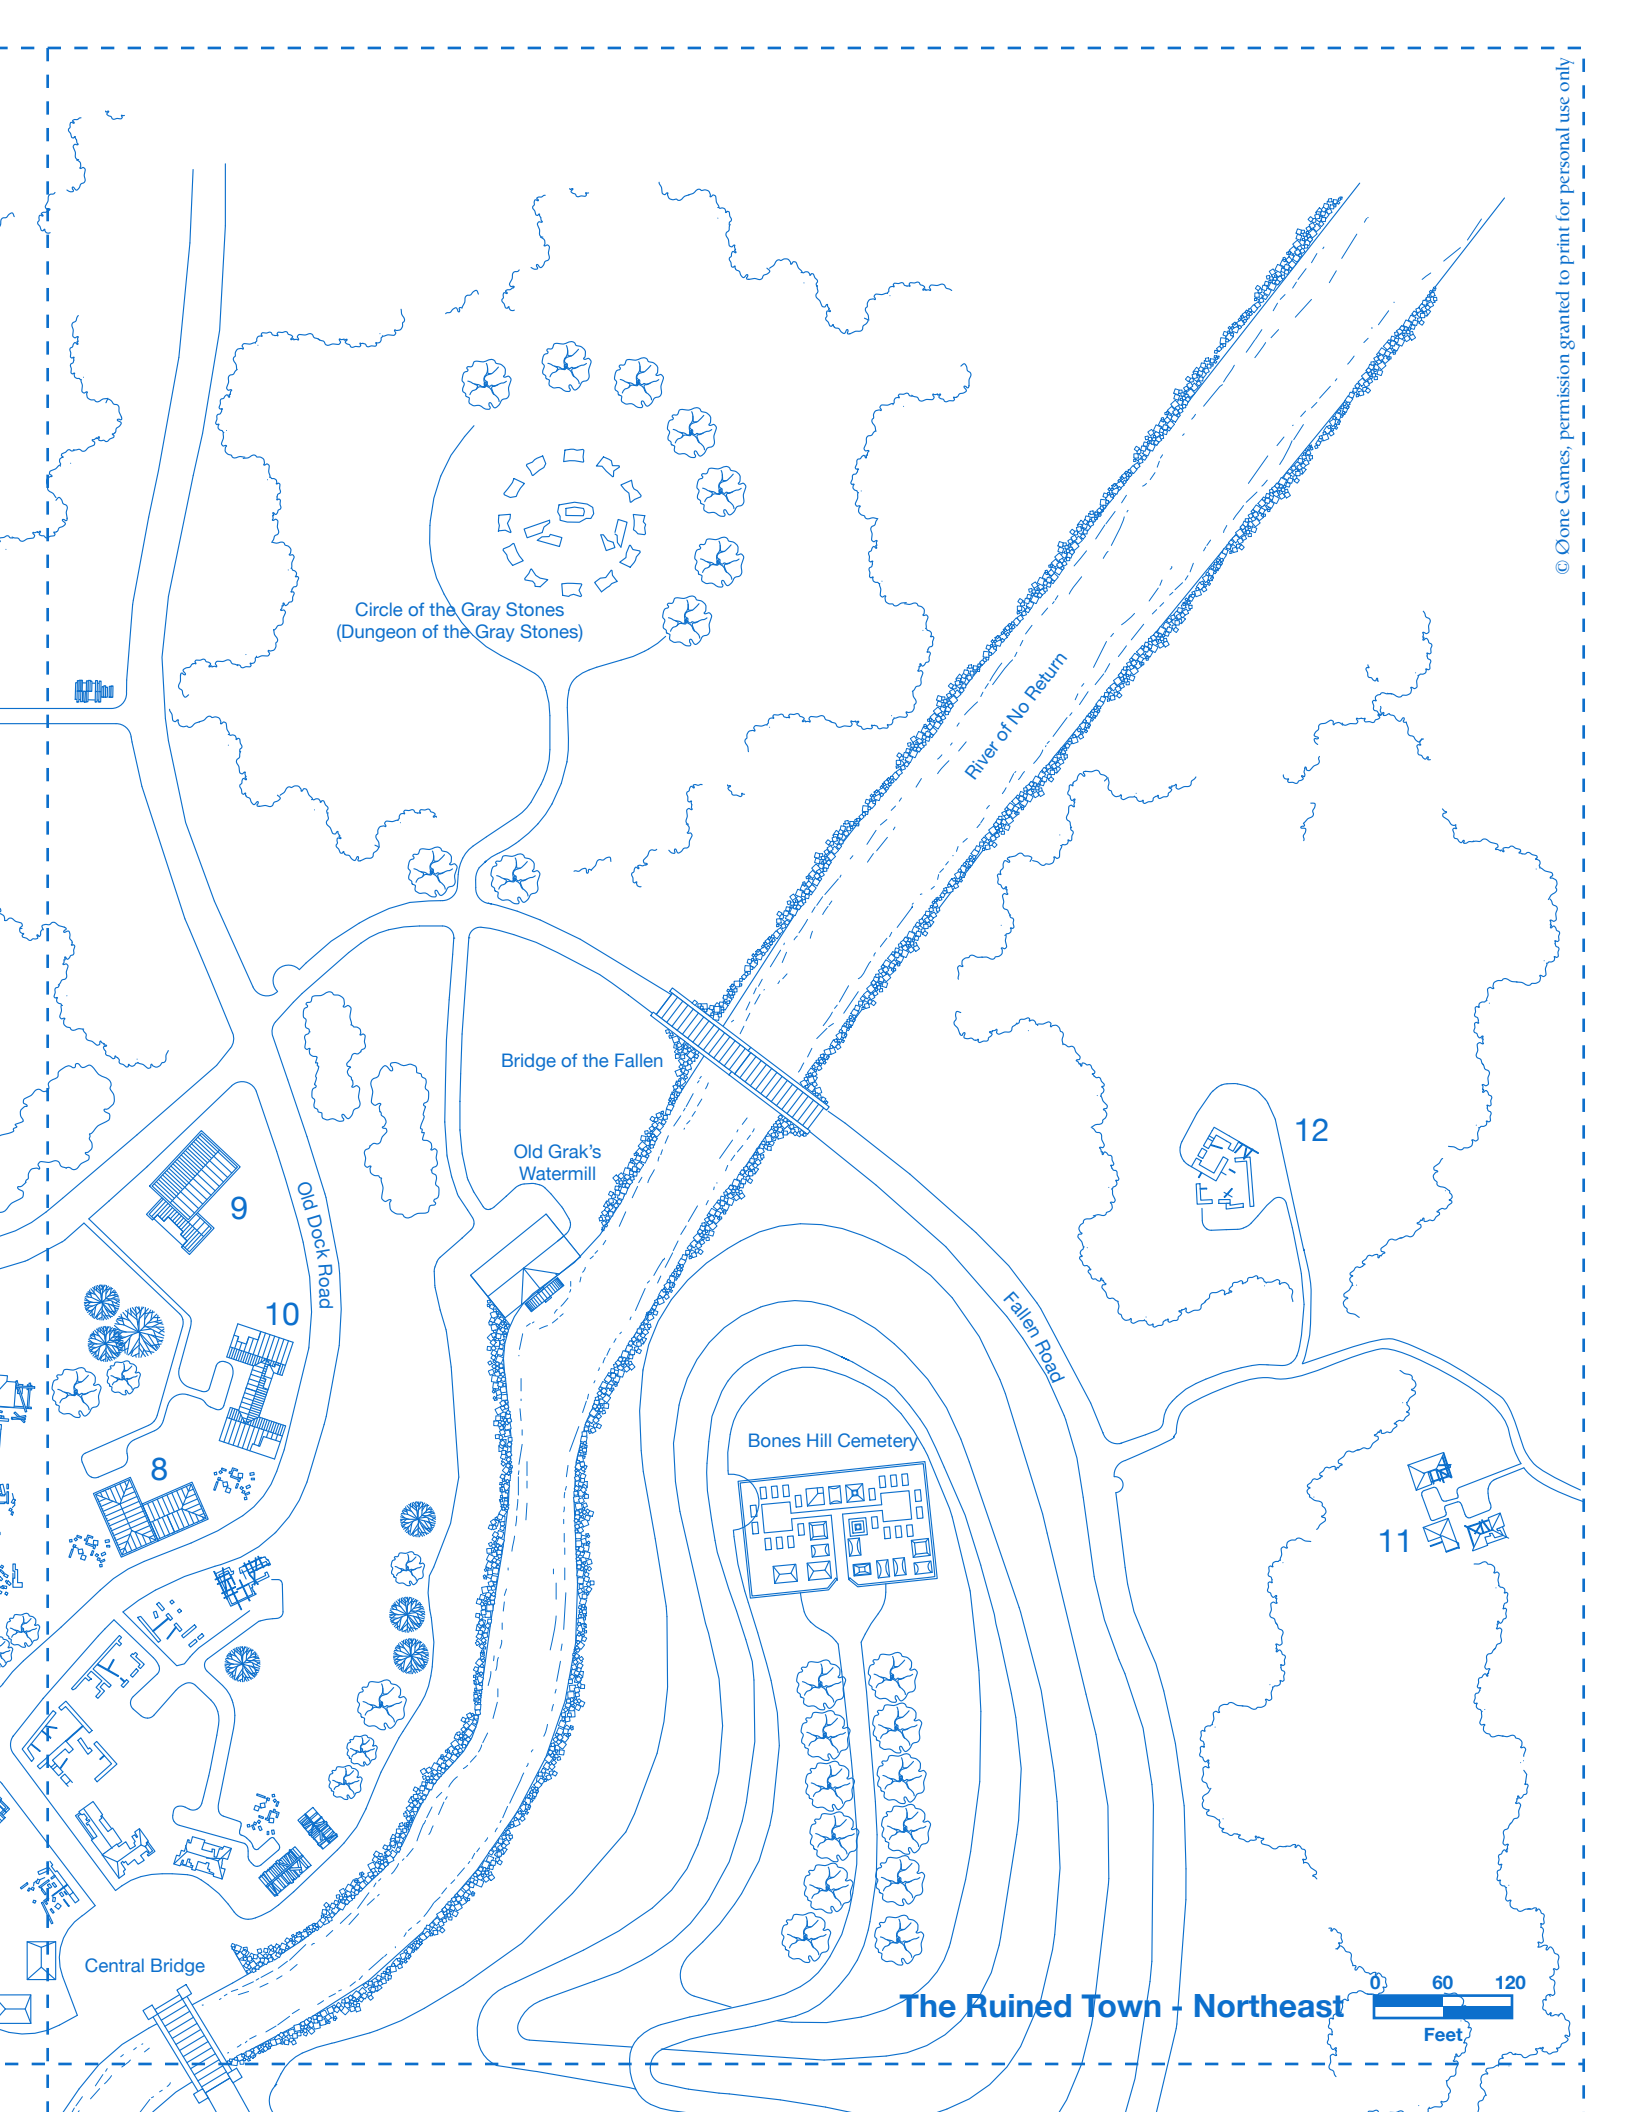 © Øone Games, permission granted to print for personal use only
Circle of the Gray Stones
(Dungeon of the Gray Stones)
River of No Return
Bridge of the Fallen
12
Old Grak's
Watermill
9
Old Dock Road
10
Fallen Road
Bones Hill Cemetery
8
11
Central Bridge
The Ruined Town - Northeast
0 60 120
Feet